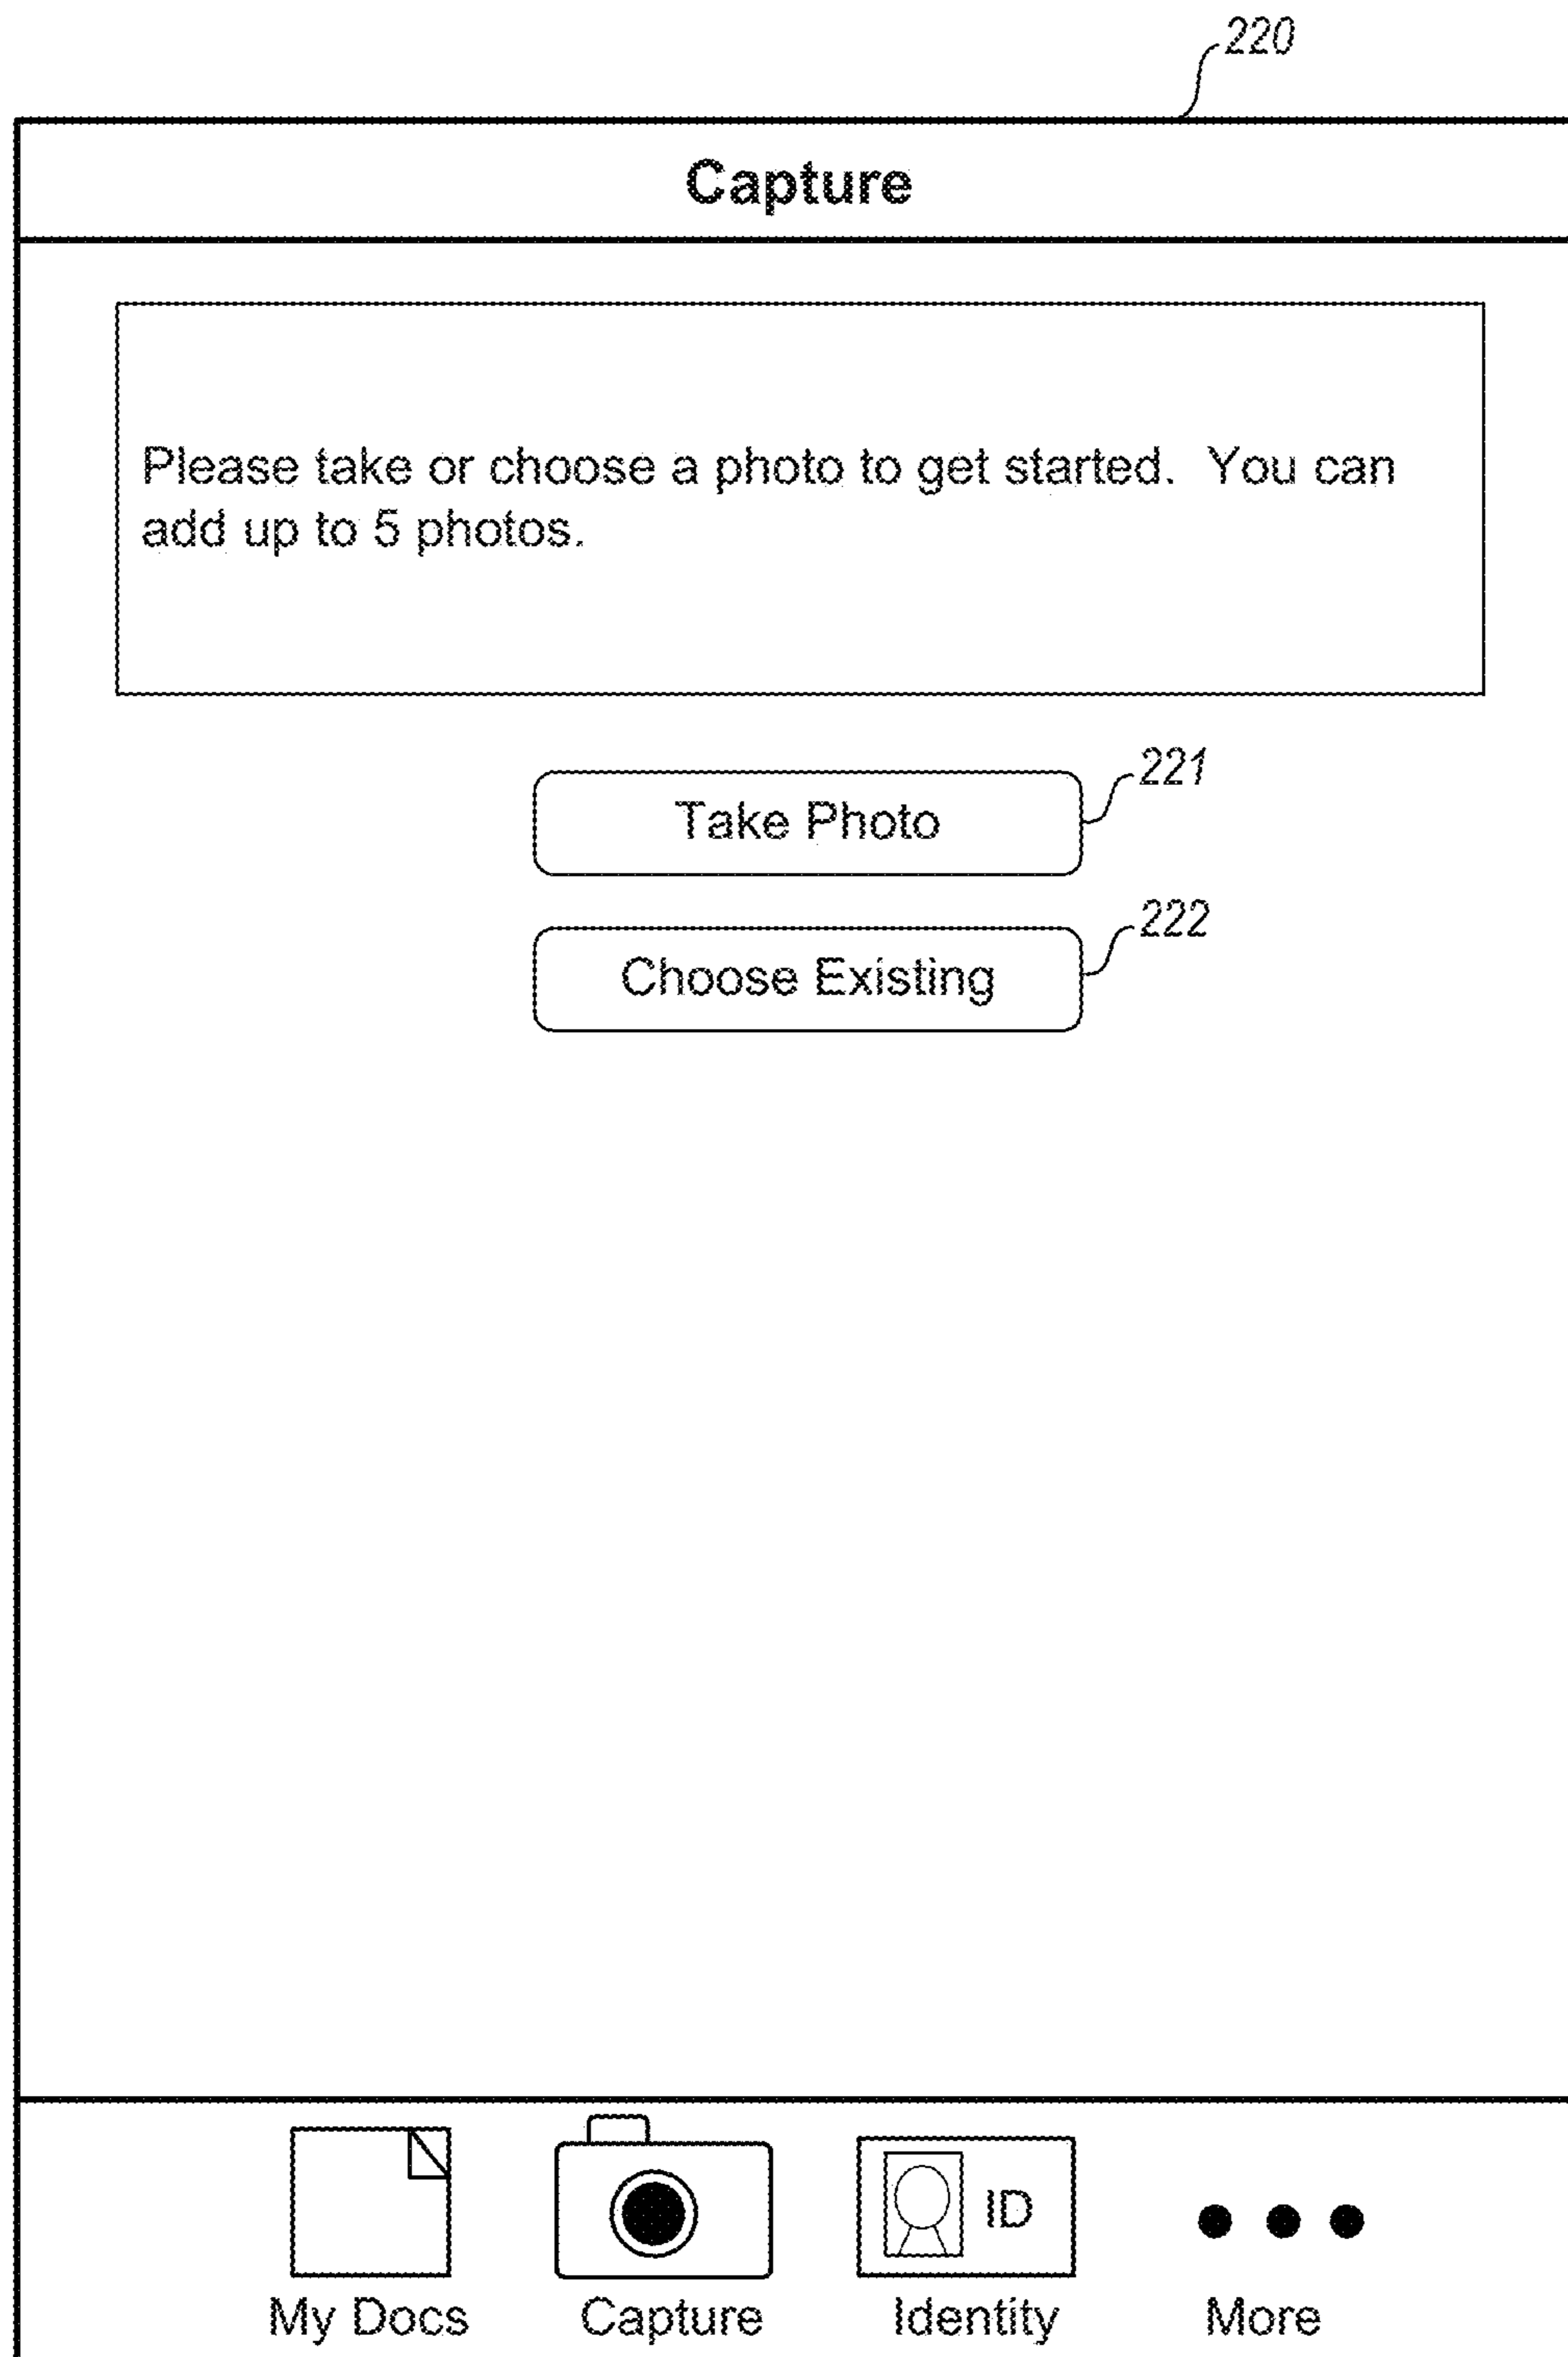 220
Capture
Please take or choose a photo to get started. You can
add up to 5 photos.
221
Take Photo
222
Choose Existing
ID
My Docs Capture Identity More